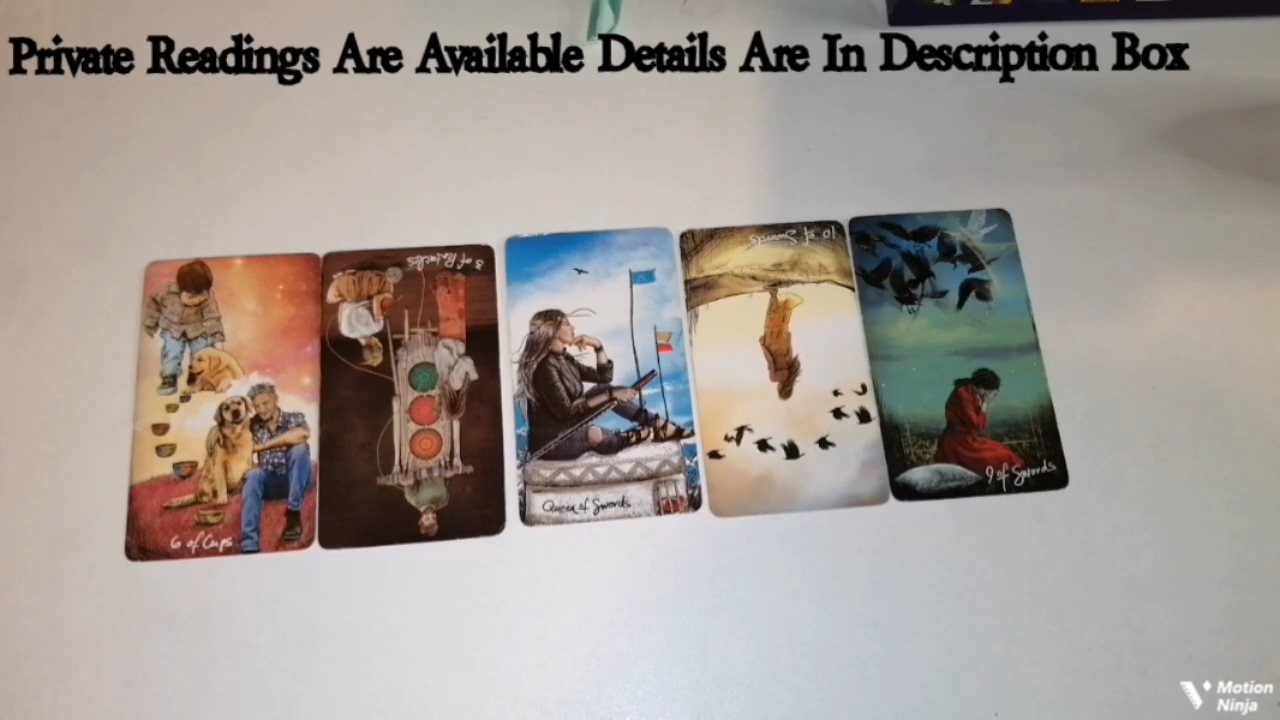 Private Readings Are Available Details Are In Description Box
6 of Cups
3 of Pentacles
Queen of Swords
10 of Swords
9 of Swords
Motion
Ninja